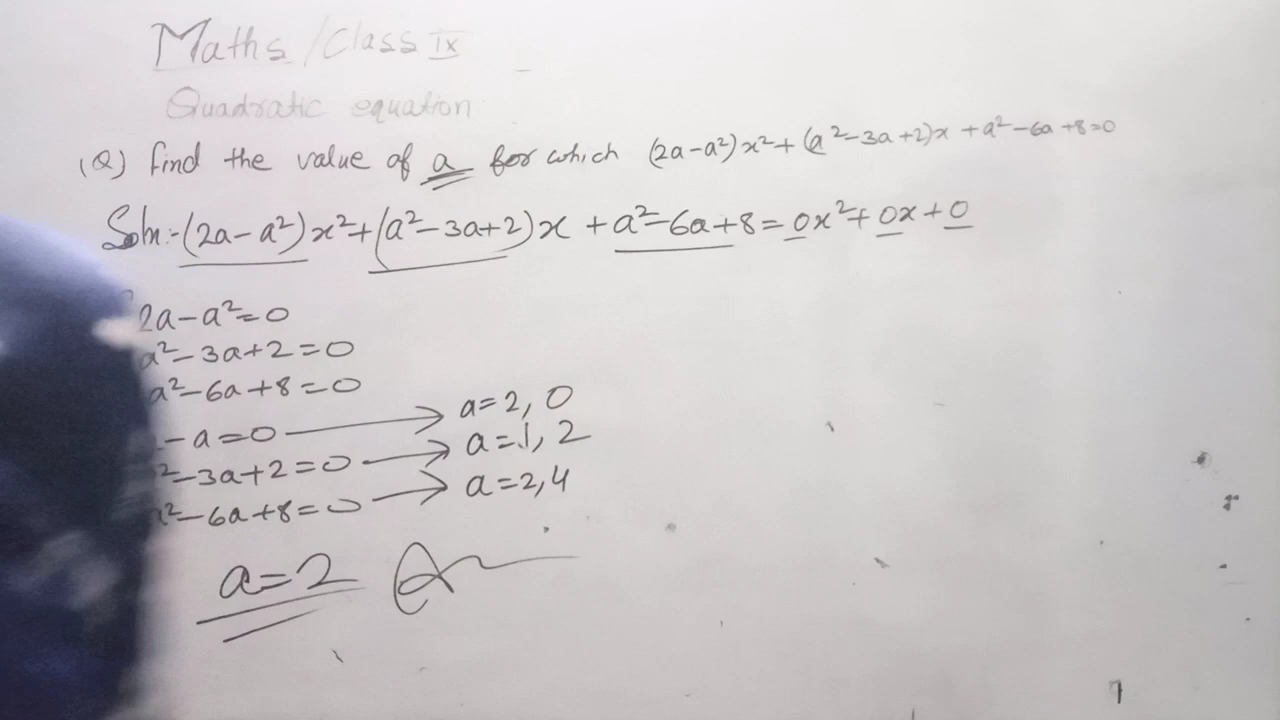 Maths / Class IX
Quadratic equation
(Q) find the value of a for which (2a-a²)x²+(a²-3a+2)x+a²-6a+8=0
Soln:-(2a-a²)x²+(a²-3a+2)x+a²-6a+8=0x²+0x+0
2a-a²=0
a²-3a+2=0
a²-6a+8=0
-a=0 → a=2, 0
²-3a+2=0 → a=1, 2
a²-6a+8=0 → a=2,4
a=2